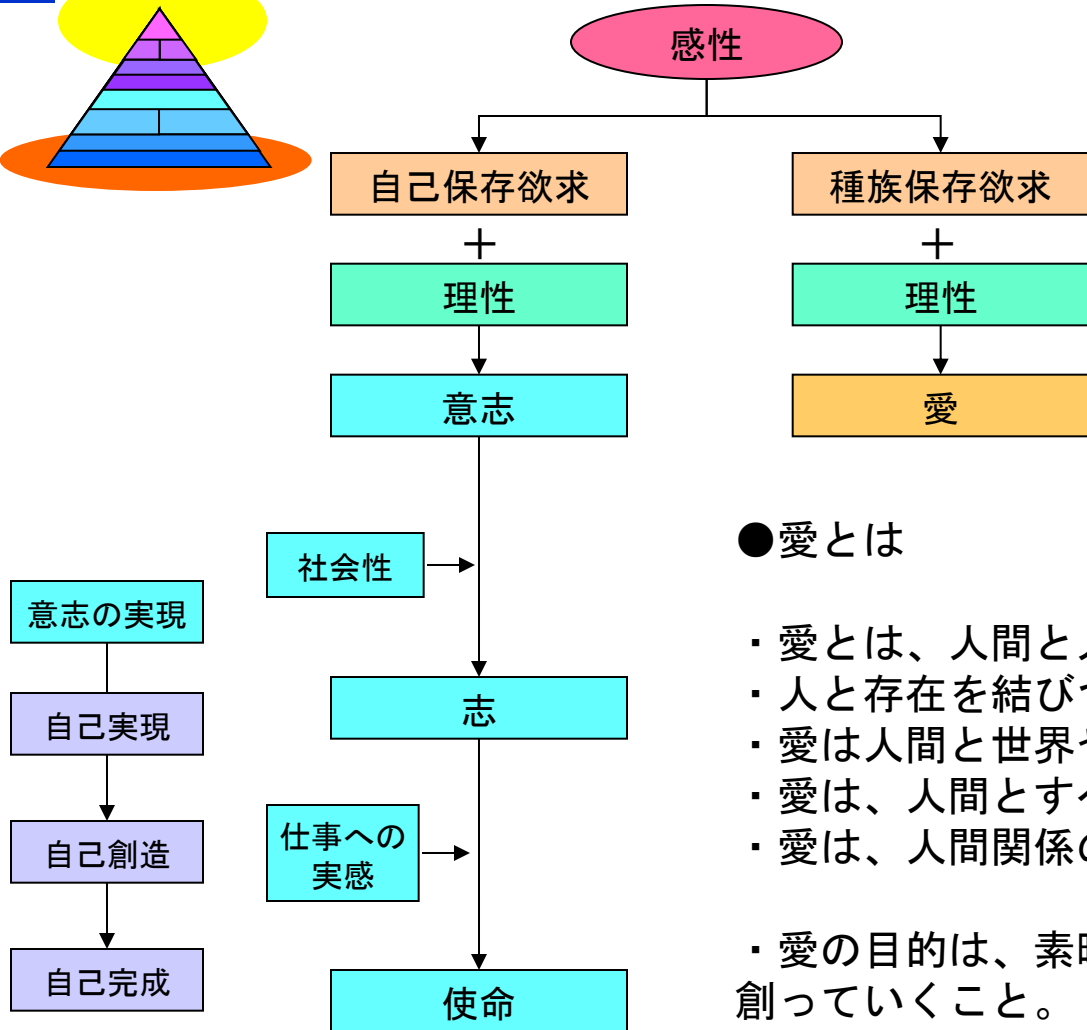 感性
自己保存欲求
種族保存欲求
＋
＋
理性
理性
意志
愛
社会性
志
仕事への
実感
使命
意志の実現
自己実現
自己創造
自己完成
●愛とは
・愛とは、人間と
・人と存在を結び
・愛は人間と世界
・愛は、人間とす
・愛は、人間関係
・愛の目的は、素
創っていくこと。